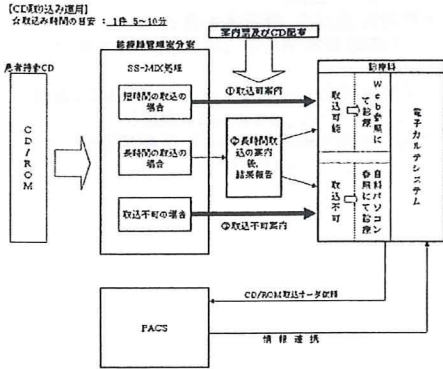 【CD取り込み運用】
☆取込み時間の目安 : 1件 5~10分
案内票及びCD配布
診療録管理室分室
患者持参CD
CD/ROM
SS-MIX処理
短時間の取込の場合
長時間の取込の場合
取込不可の場合
①取込可案内
②長時間取込の案内後、結果報告
③取込不可案内
診療科
取込可能
Web参照にて診療
取込不可
自科パソコン参照にて診療
電子カルテシステム
CD/ROM取込オーダ依頼
PACS
情報連携